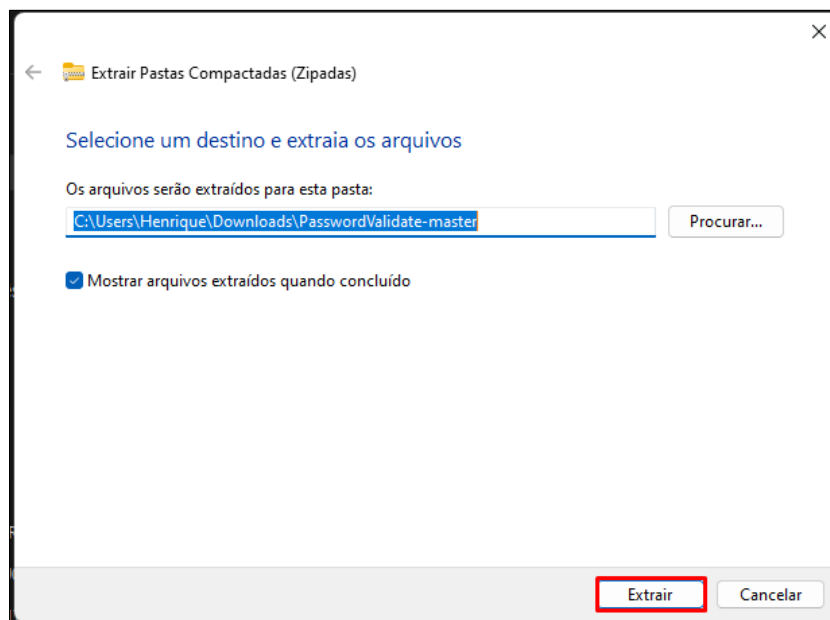 Extrair Pastas Compactadas (Zipadas)
Selecione um destino e extraia os arquivos
Os arquivos serão extraídos para esta pasta:
C:\Users\Henrique\Downloads\PasswordValidate-master
Procurar...
Mostrar arquivos extraídos quando concluído
Extrair
Cancelar